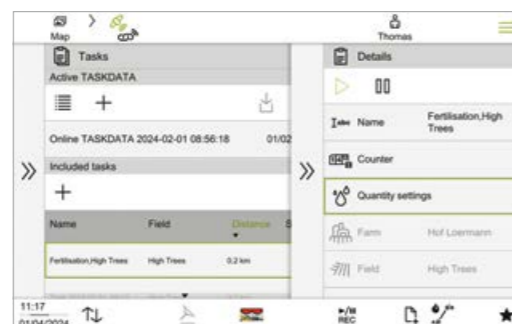 Map
Thomas
Tasks
Active TASKDATA
Online TASKDATA 2024-02-01 08:56:18 01/02
Included tasks
Name Field Distance S
Fertilisation,High Trees High Trees 0.2 km
Details
Name Fertilisation,High
Trees
Counter
Quantity settings
Farm Hof Loermann
Field High Trees
11:17
01/04/2024
REC